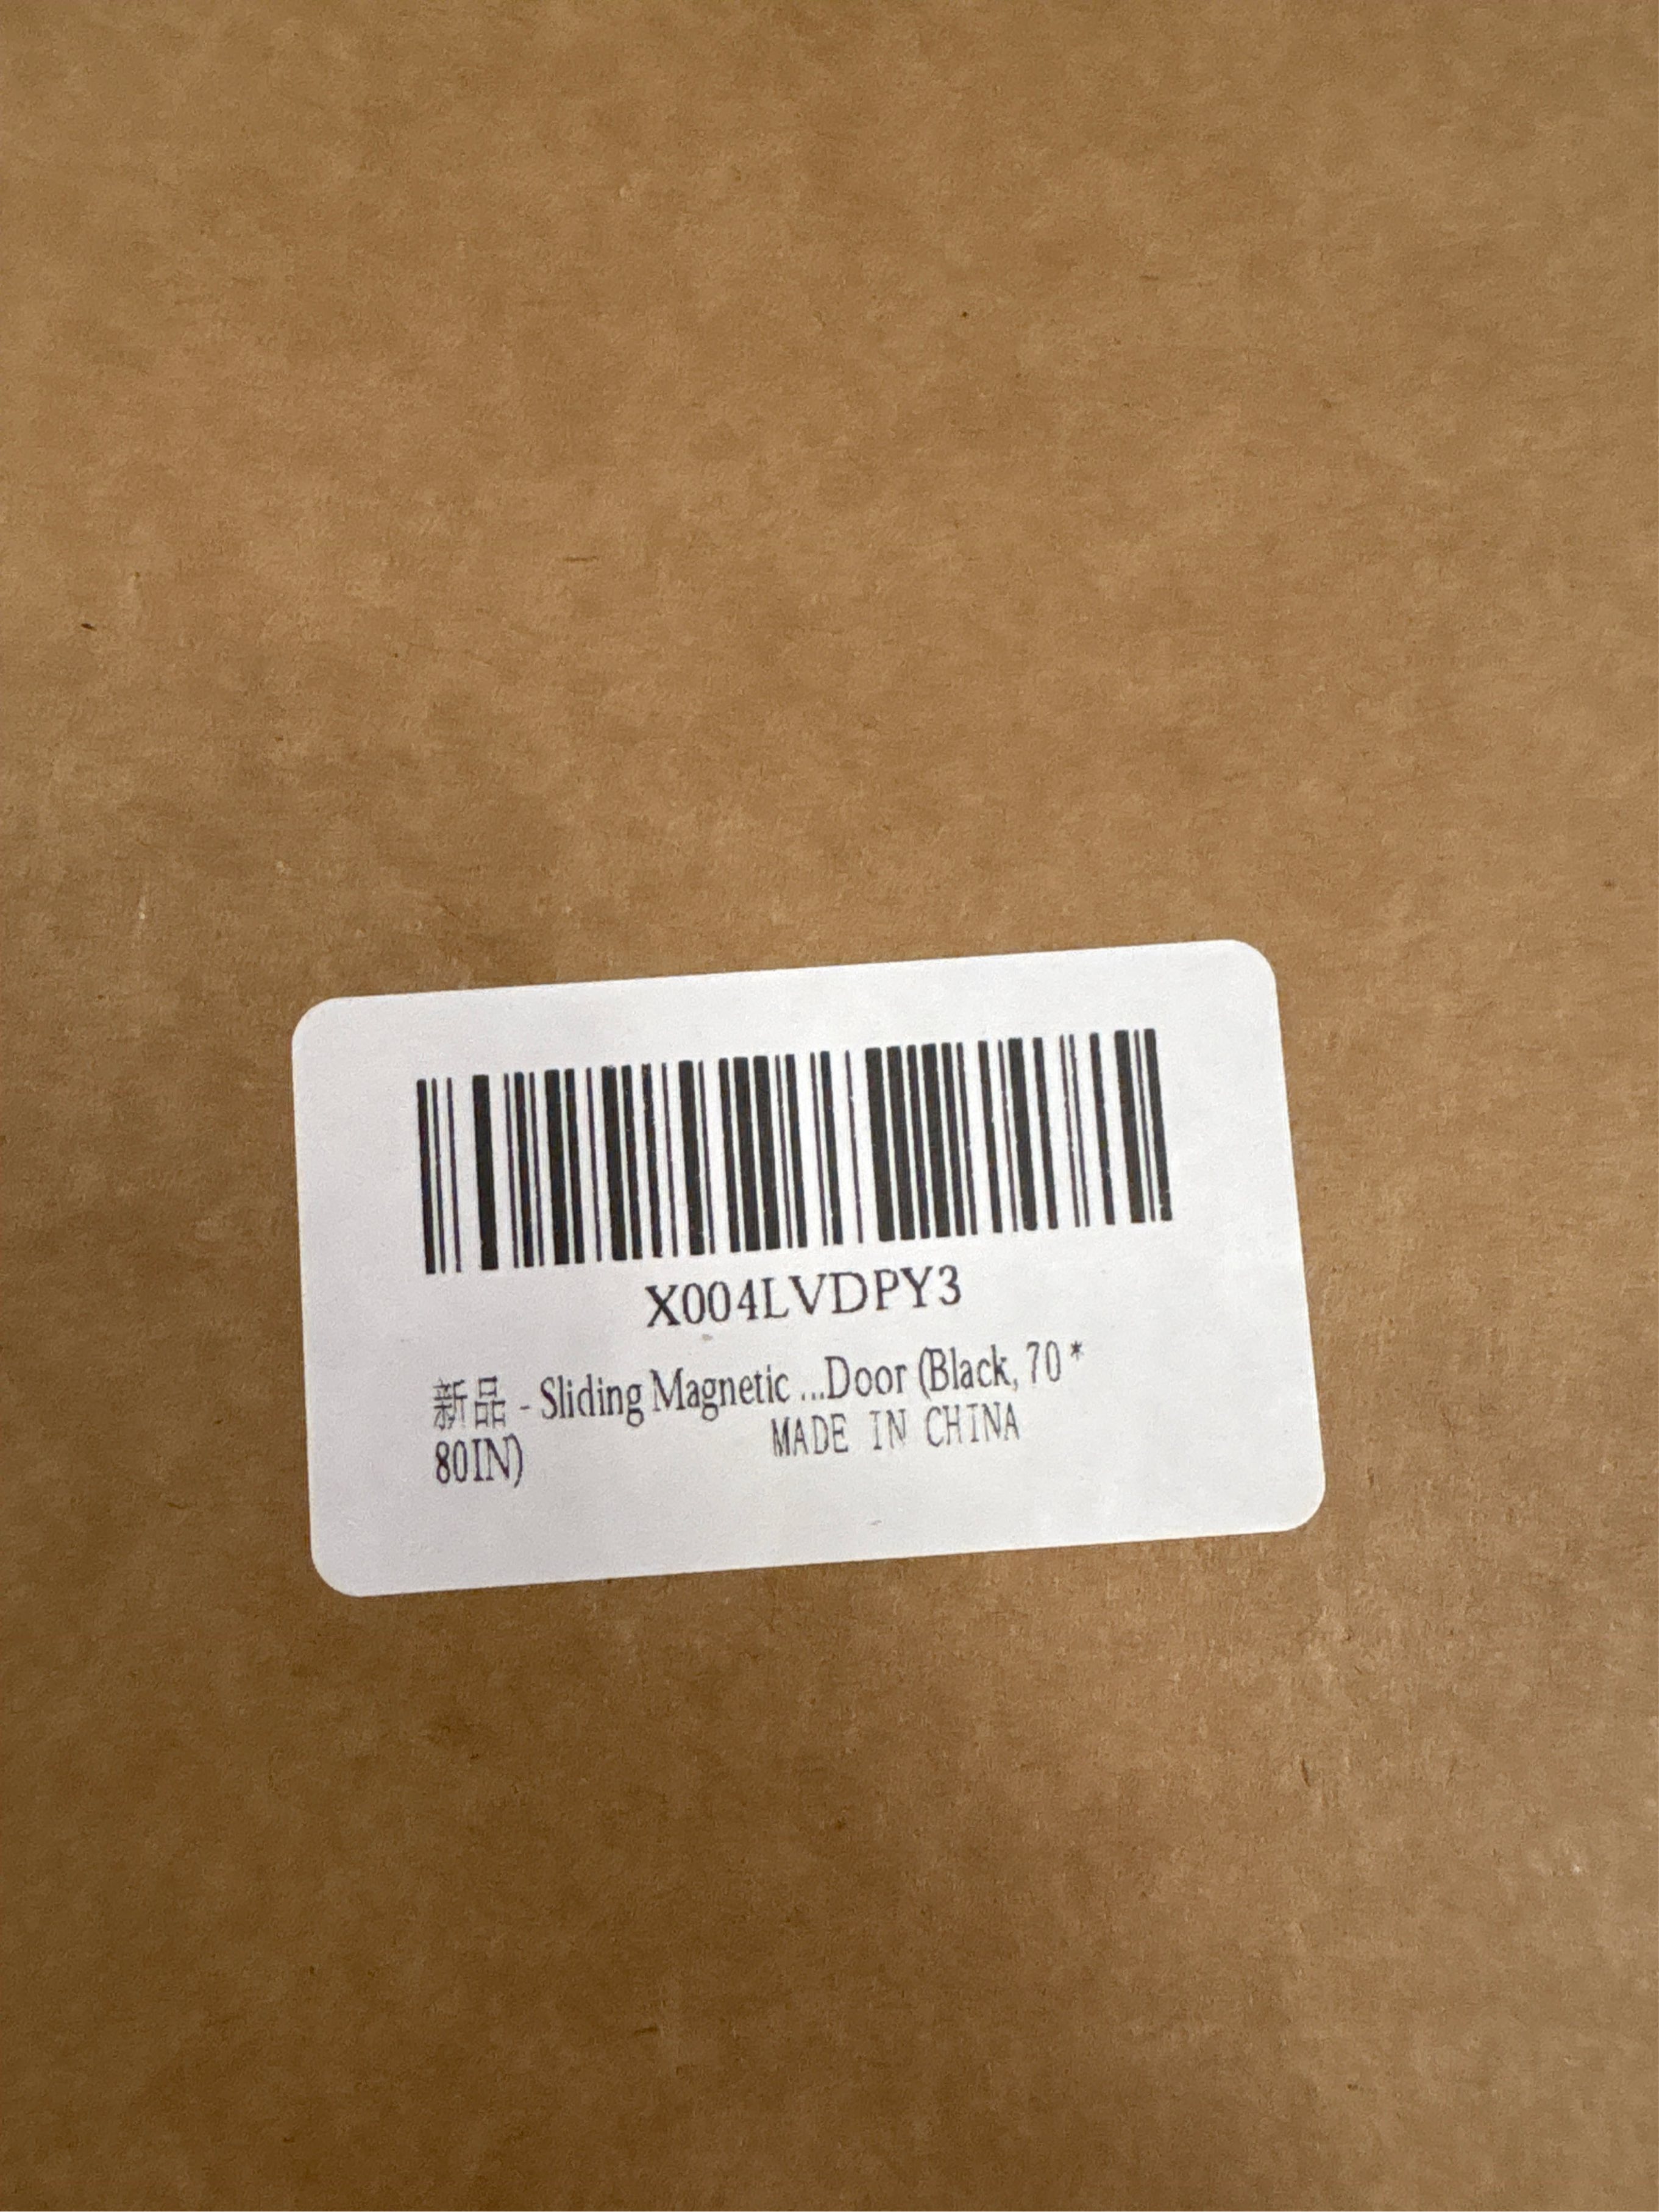 X004LVDPY3
新品 - Sliding Magnetic ...Door (Black, 70 *
80IN)
MADE IN CHINA